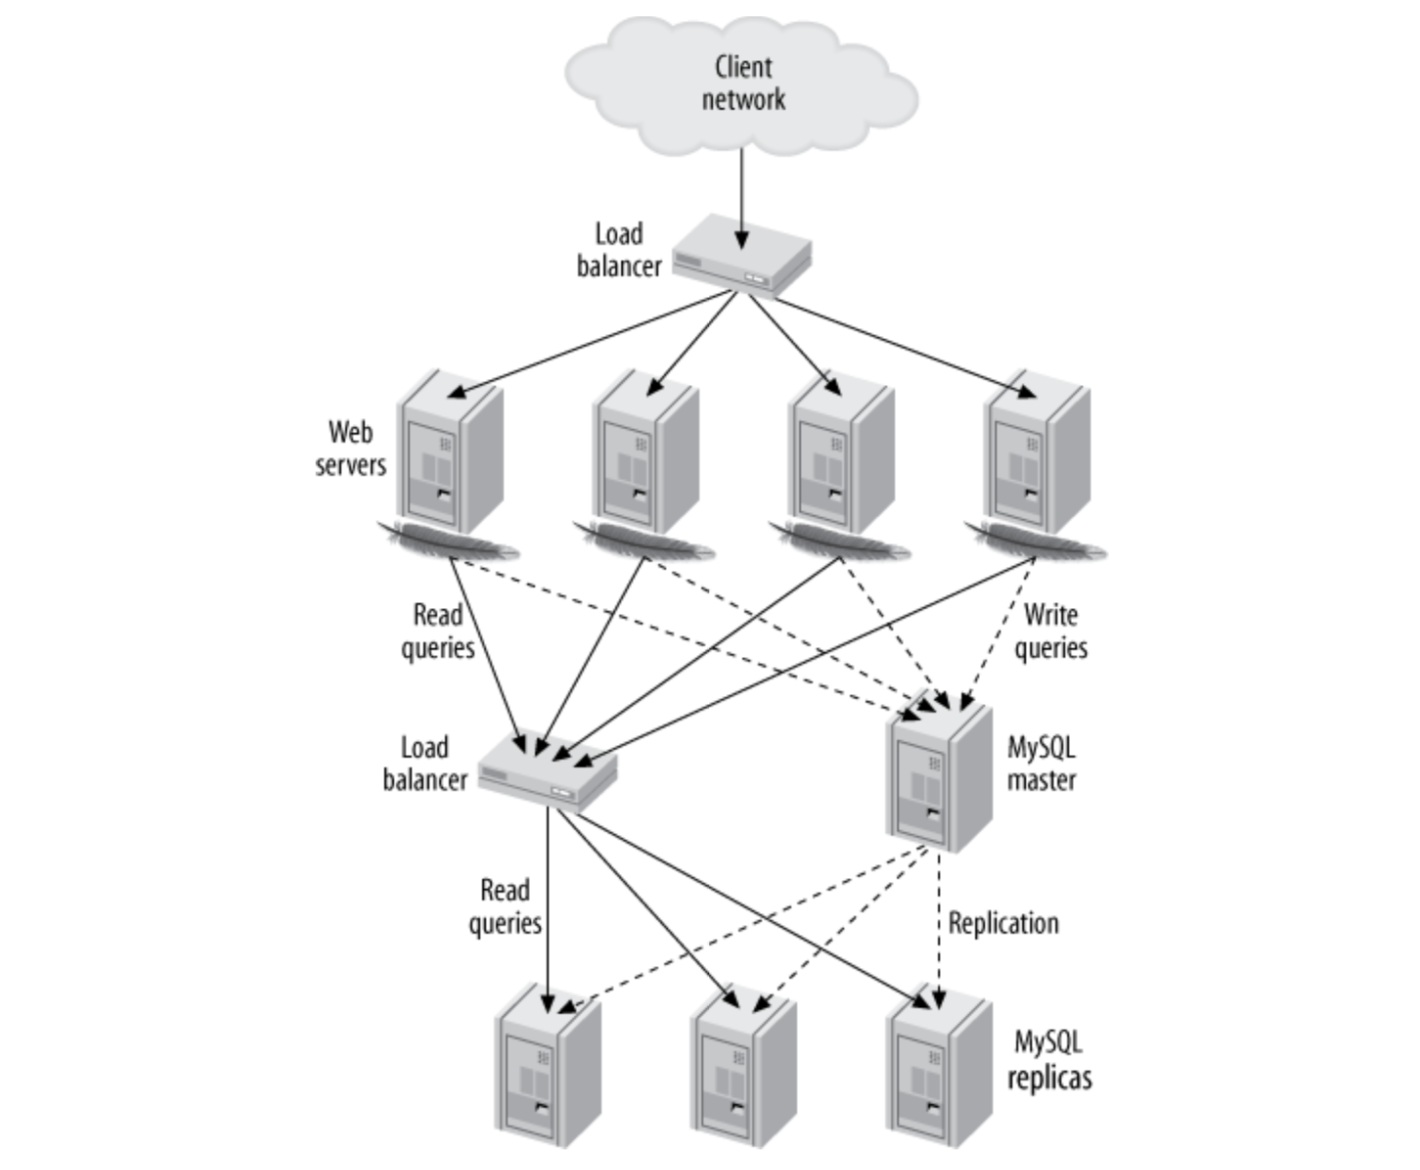 Client
network
Load
balancer
Web
servers
Read
queries
Write
queries
Load
balancer
MySQL
master
Read
queries
Replication
MySQL
replicas